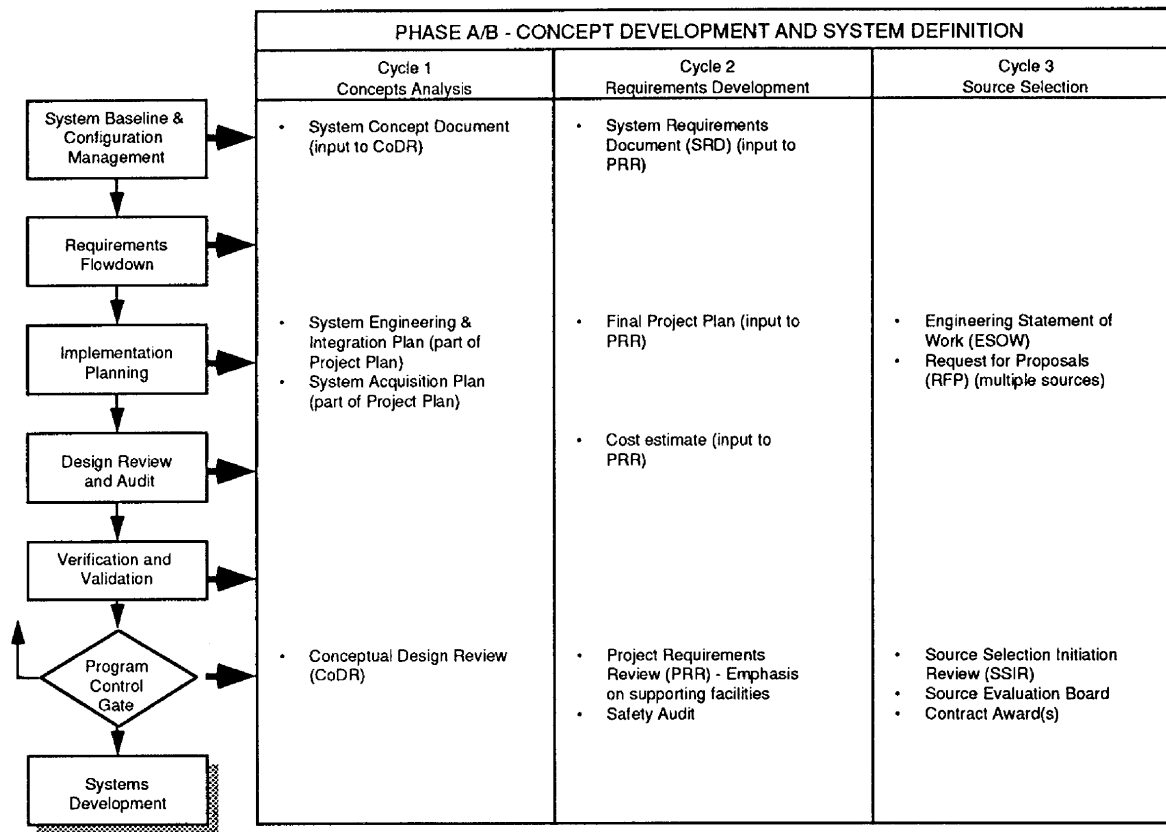 PHASE A/B - CONCEPT DEVELOPMENT AND SYSTEM DEFINITION
Cycle 1
Concepts Analysis
Cycle 2
Requirements Development
Cycle 3
Source Selection
System Baseline &
Configuration
Management
• System Concept Document
(input to CoDR)
• System Requirements
Document (SRD) (input to
PRR)
Requirements
Flowdown
Implementation
Planning
• System Engineering &
Integration Plan (part of
Project Plan)
• System Acquisition Plan
(part of Project Plan)
• Final Project Plan (input to
PRR)
• Engineering Statement of
Work (ESOW)
• Request for Proposals
(RFP) (multiple sources)
Design Review
and Audit
• Cost estimate (input to
PRR)
Verification and
Validation
Program
Control
Gate
• Conceptual Design Review
(CoDR)
• Project Requirements
Review (PRR) - Emphasis
on supporting facilities
• Safety Audit
• Source Selection Initiation
Review (SSIR)
• Source Evaluation Board
• Contract Award(s)
Systems
Development